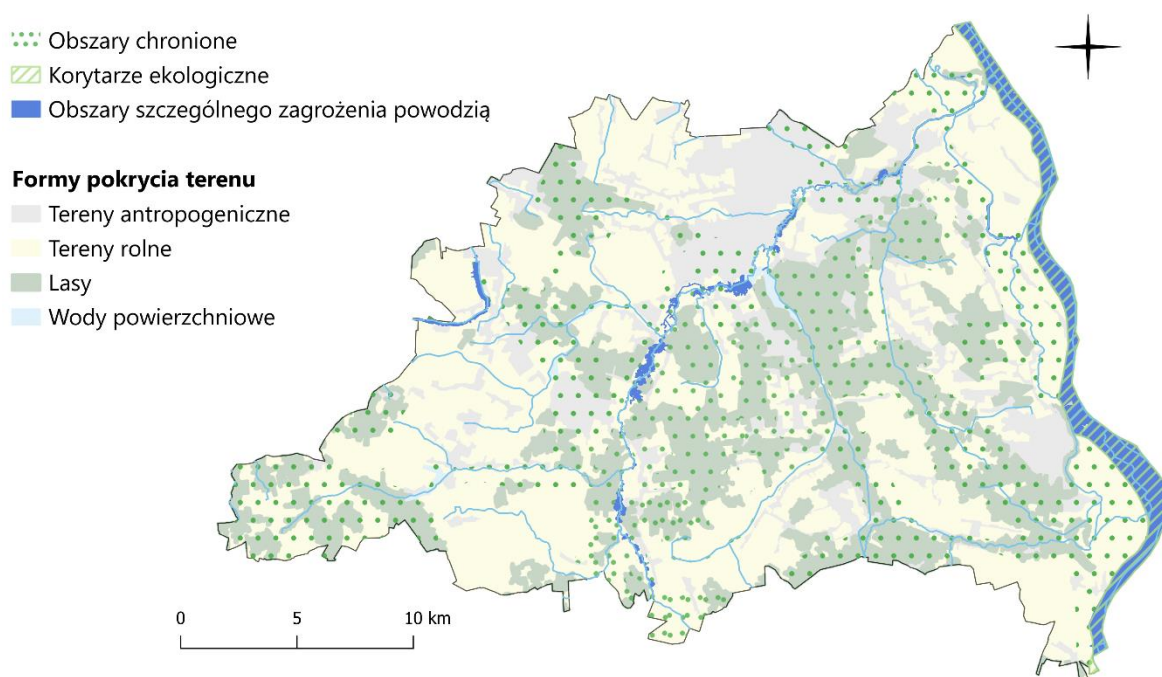 Obszary chronione
Korytarze ekologiczne
Obszary szczególnego zagrożenia powodzią
Formy pokrycia terenu
Tereny antropogeniczne
Tereny rolne
Lasy
Wody powierzchniowe
0 5 10 km